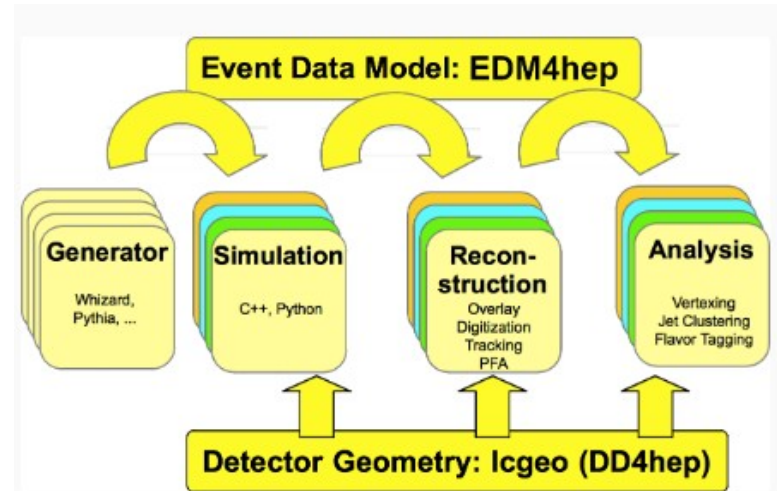 Event Data Model: EDM4hep
Generator
Whizard,
Pythia, ...
Simulation
C++, Python
Recon-
struction
Overlay
Digitization
Tracking
PFA
Analysis
Vertexing
Jet Clustering
Flavor Tagging
Detector Geometry: lcgeo (DD4hep)